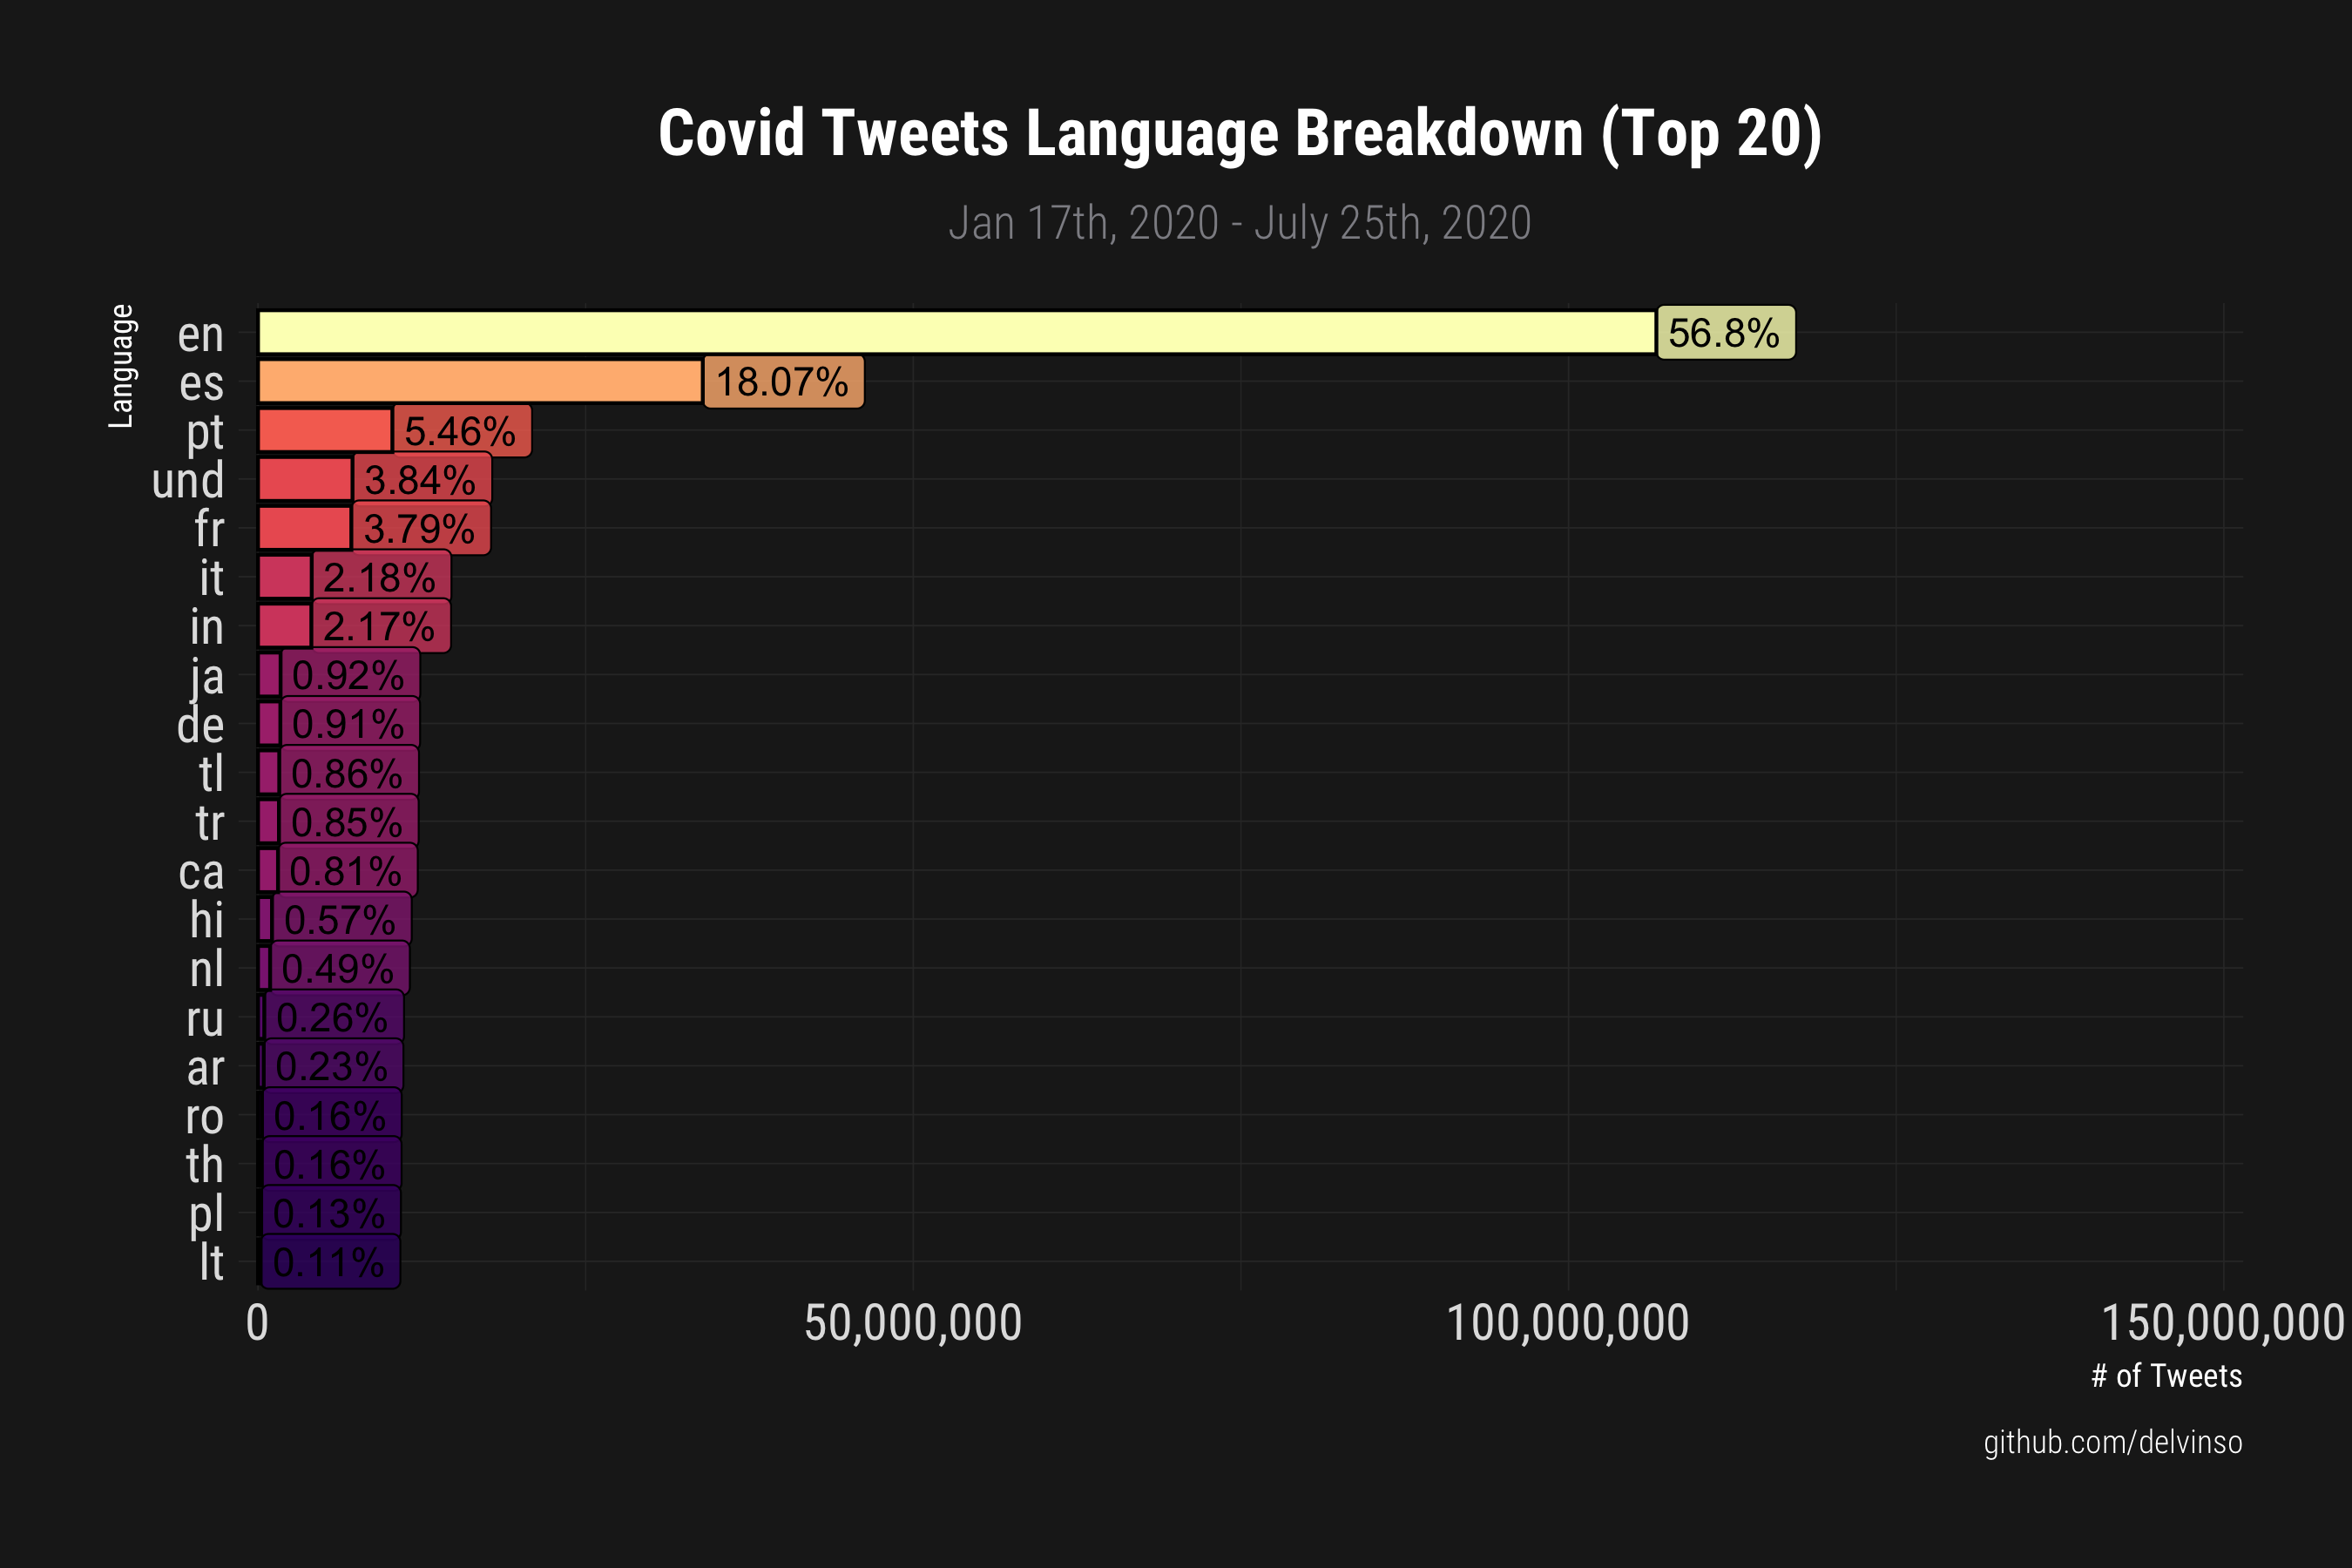 Covid Tweets Language Breakdown (Top 20)
Jan 17th, 2020 - July 25th, 2020
Language
en 56.8%
es 18.07%
pt 5.46%
und 3.84%
fr 3.79%
it 2.18%
in 2.17%
ja 0.92%
de 0.91%
tl 0.86%
tr 0.85%
ca 0.81%
hi 0.57%
nl 0.49%
ru 0.26%
ar 0.23%
ro 0.16%
th 0.16%
pl 0.13%
lt 0.11%
0 50,000,000 100,000,000 150,000,000
# of Tweets
github.com/delvinso